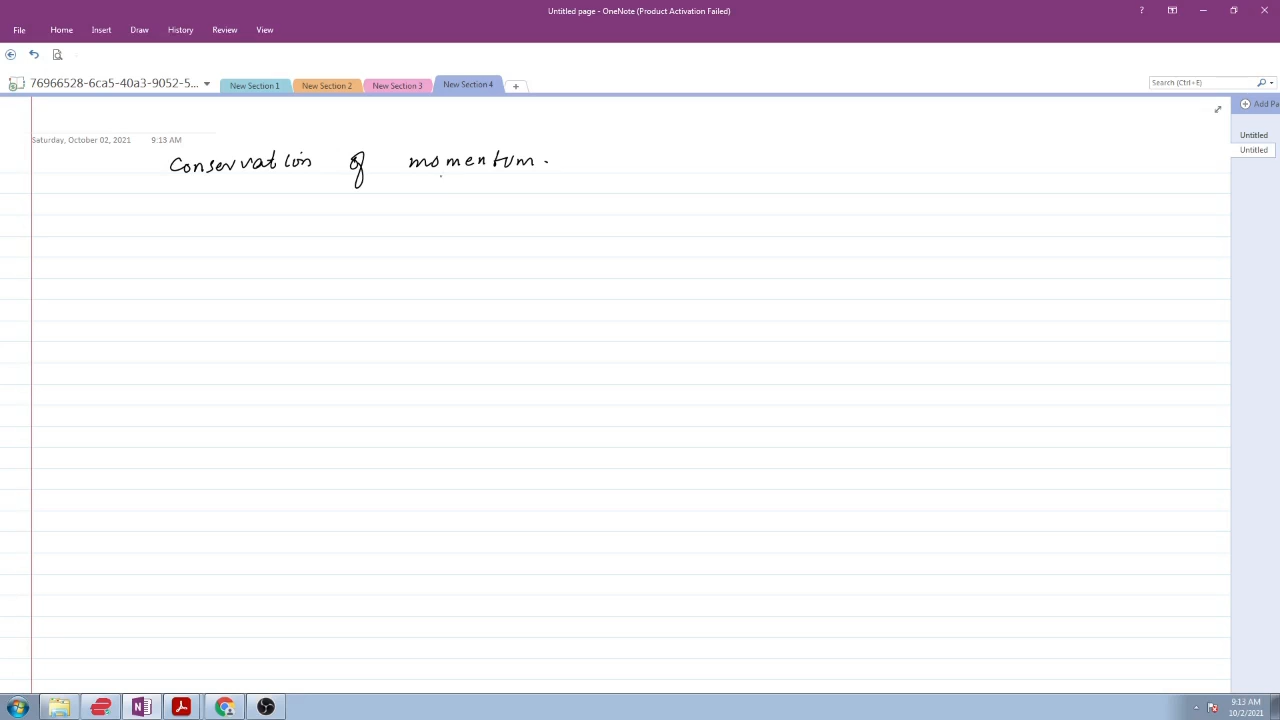 Untitled page - OneNote (Product Activation Failed)
?
File Home Insert Draw History Review View
76966528-6ca5-40a3-9052-5... New Section 1 New Section 2 New Section 3 New Section 4 +
Search (Ctrl+E)
Add Pa
Untitled
Untitled
Saturday, October 02, 2021 9:13 AM
Conservation of momentum.
9:13 AM
10/2/2021